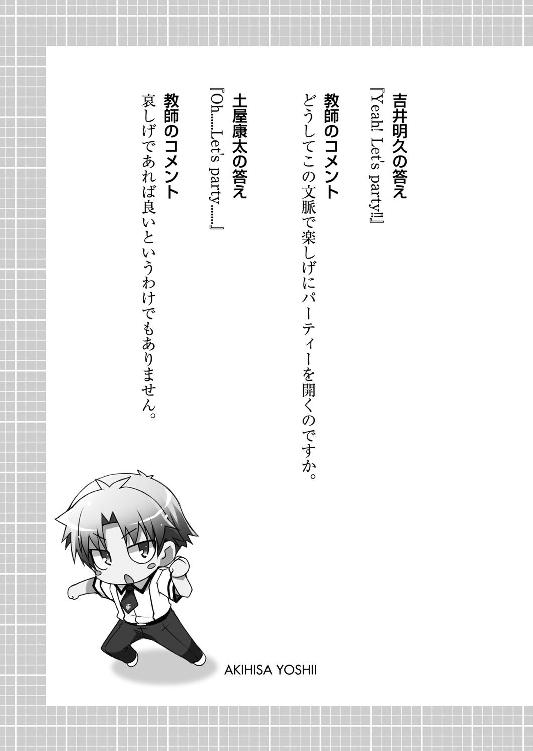 吉井明久の答え
『Yeah! Let's party!!』
教師のコメント
どうしてこの文脈で楽しげにパーティーを開くのですか。
土屋康太の答え
『Oh……Let's party……』
教師のコメント
哀しげであれば良いというわけでもありません。
AKIHISA YOSHII